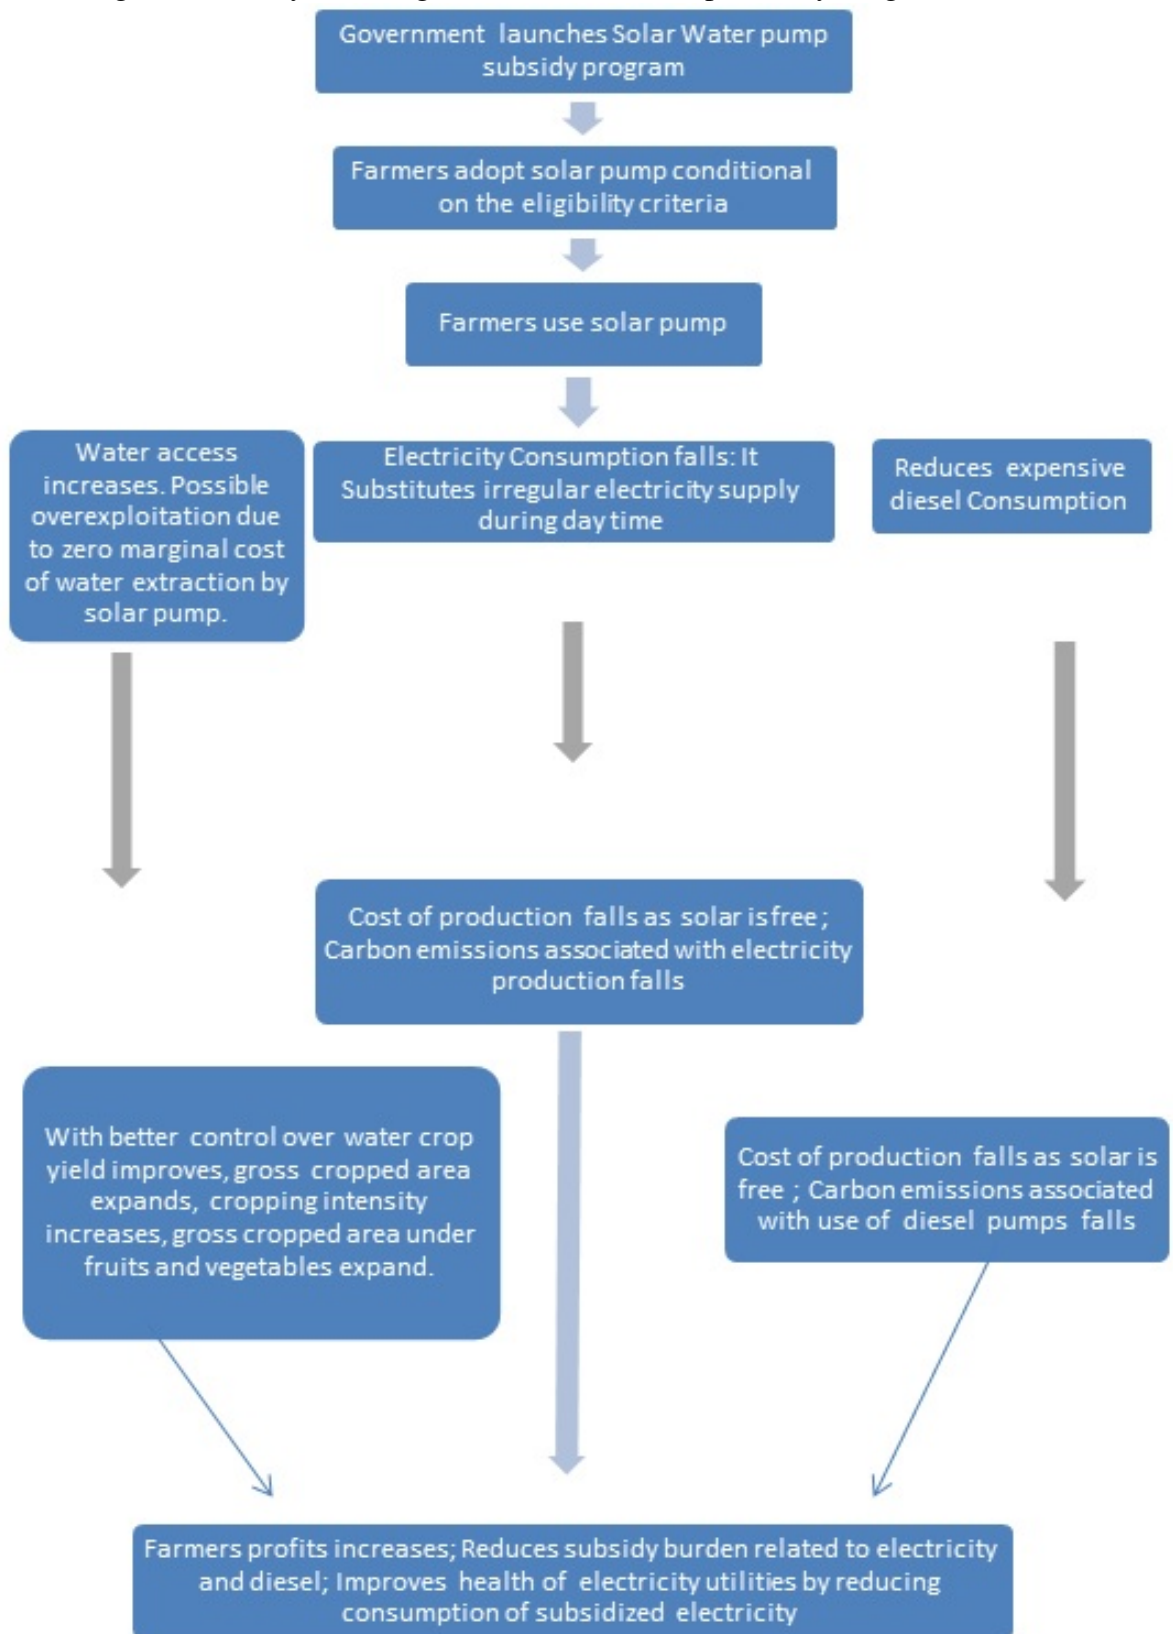 Government launches Solar Water pump
subsidy program
Farmers adopt solar pump conditional
on the eligibility criteria
Farmers use solar pump
Water access
increases. Possible
overexploitation due
to zero marginal cost
of water extraction by
solar pump.
Electricity Consumption falls: It
Substitutes irregular electricity supply
during day time
Reduces expensive
diesel Consumption
Cost of production falls as solar is free ;
Carbon emissions associated with electricity
production falls
With better control over water crop
yield improves, gross cropped area
expands, cropping intensity
increases, gross cropped area under
fruits and vegetables expand.
Cost of production falls as solar is
free ; Carbon emissions associated
with use of diesel pumps falls
Farmers profits increases; Reduces subsidy burden related to electricity
and diesel; Improves health of electricity utilities by reducing
consumption of subsidized electricity